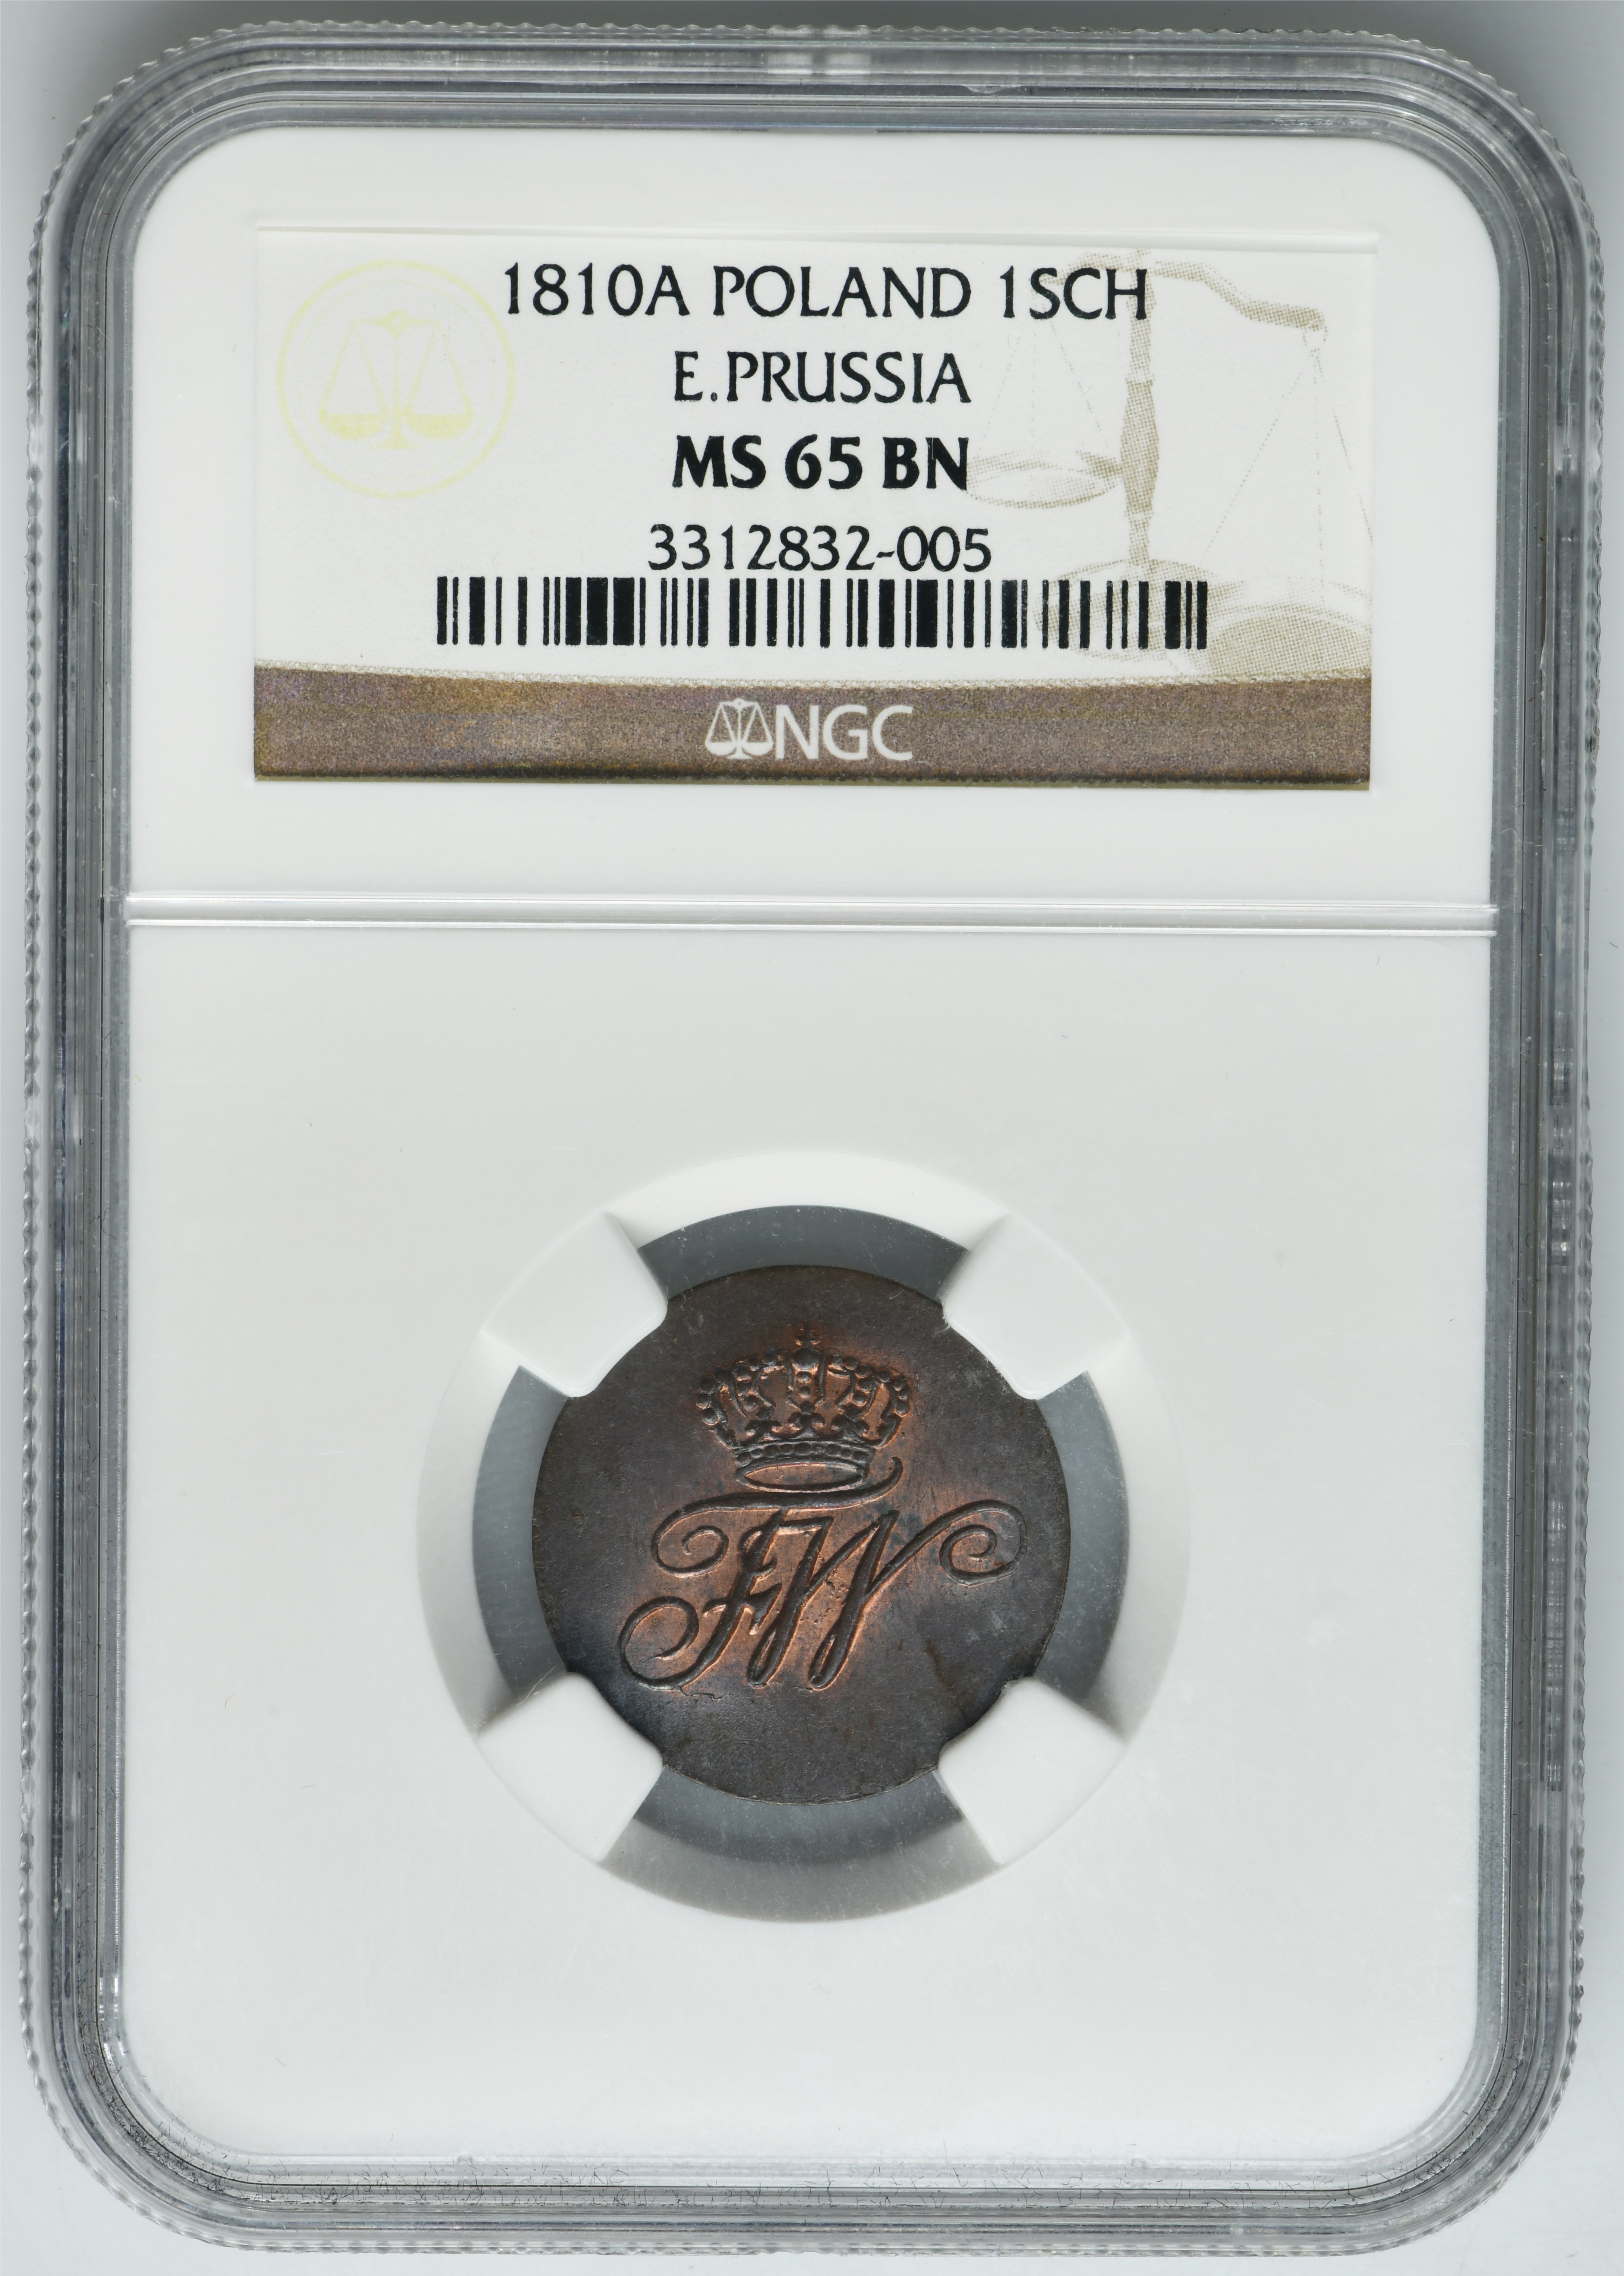 1810A POLAND 1SCH
E.PRUSSIA
MS 65 BN
3312832-005
NGC
FW